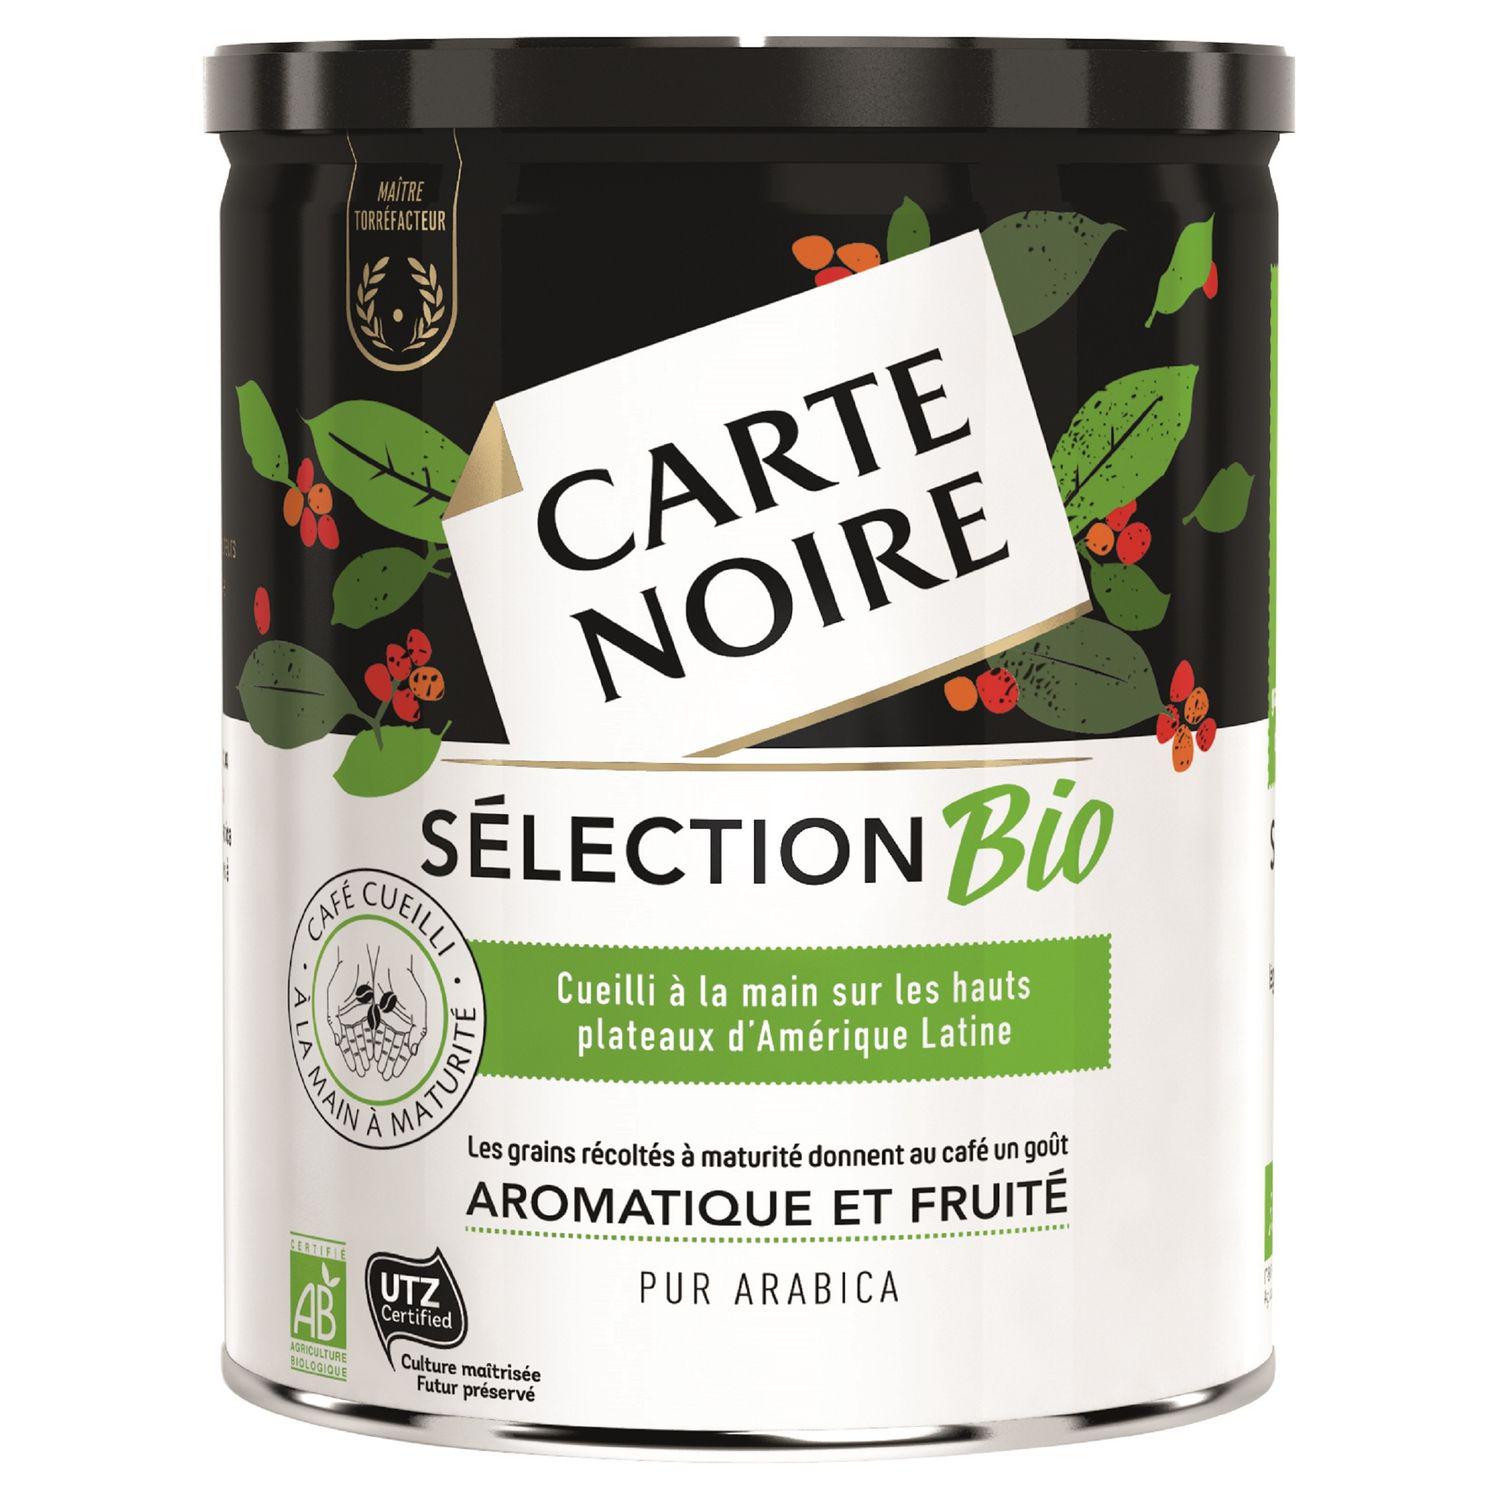 MAÎTRE
TORRÉFACTEUR
CARTE
NOIRE
SÉLECTION Bio
CAFÉ CUEILLI
À LA MAIN À MATURITÉ
Cueilli à la main sur les hauts
plateaux d'Amérique Latine
Les grains récoltés à maturité donnent au café un goût
AROMATIQUE ET FRUITÉ
PUR ARABICA
CERTIFIÉ
AB
AGRICULTURE
BIOLOGIQUE
UTZ
Certified
Culture maîtrisée
Futur préservé